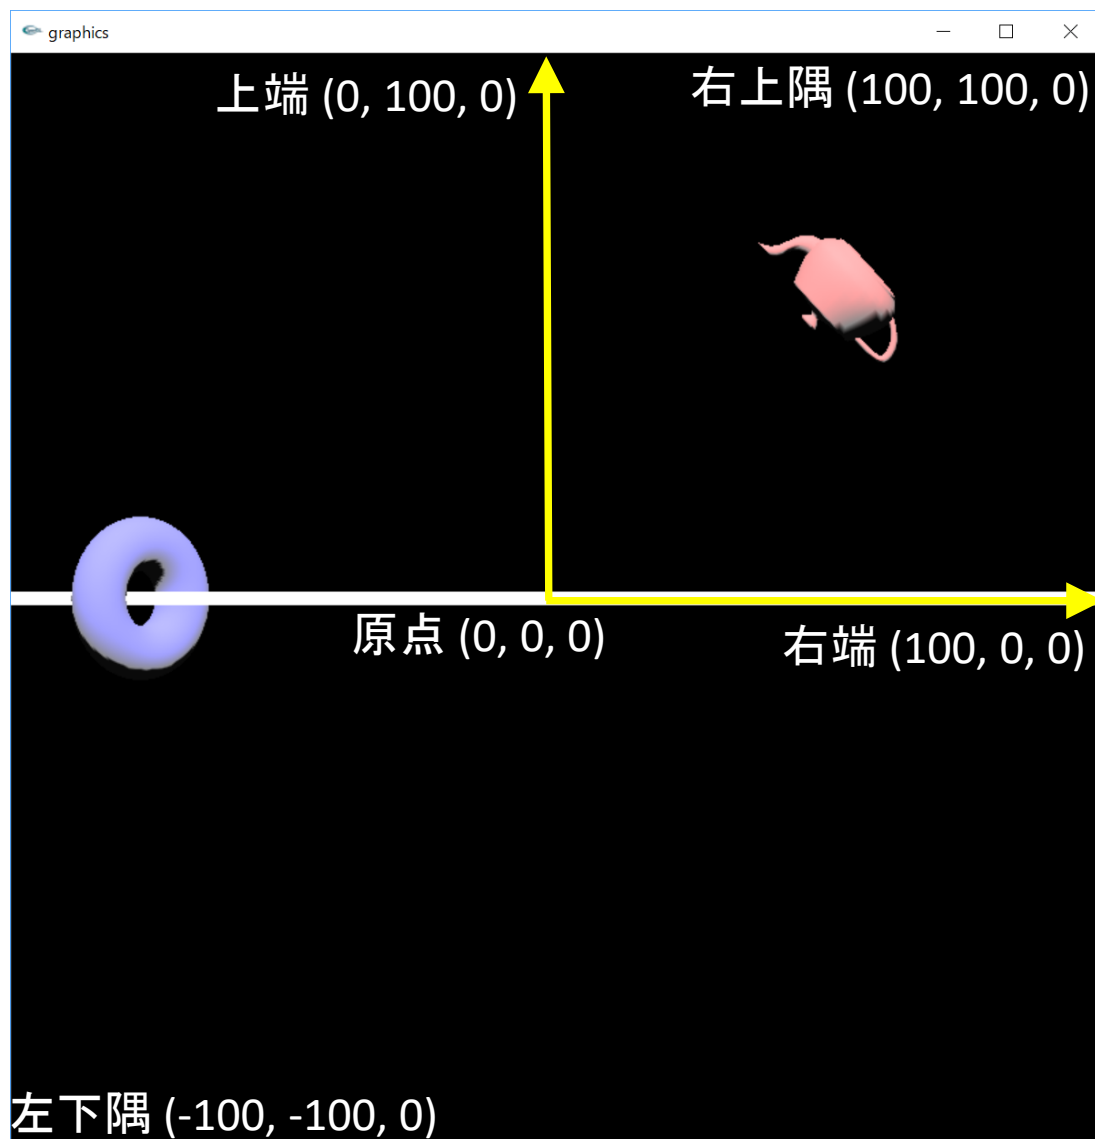 graphics
上端 (0, 100, 0)
右上隅 (100, 100, 0)
原点 (0, 0, 0)
右端 (100, 0, 0)
左下隅 (-100, -100, 0)